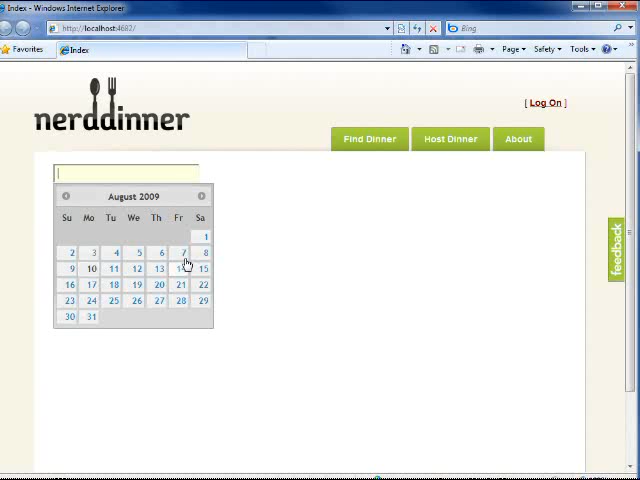 Index - Windows Internet Explorer
http://localhost:4682/
Bing
Favorites
Index
Page
Safety
Tools
nerddinner
[ Log On ]
Find Dinner
Host Dinner
About
feedback
August 2009
Su Mo Tu We Th Fr Sa
1
2 3 4 5 6 7 8
9 10 11 12 13 14 15
16 17 18 19 20 21 22
23 24 25 26 27 28 29
30 31